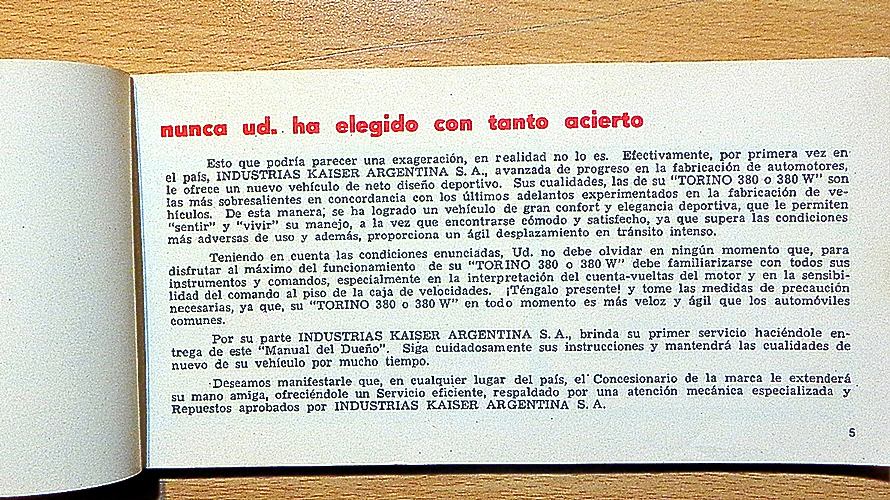 nunca ud. ha elegido con tanto acierto
Esto que podría parecer una exageración, en realidad no lo es. Efectivamente, por primera vez en
el país, INDUSTRIAS KAISER ARGENTINA S. A., avanzada de progreso en la fabricación de automotores,
le ofrece un nuevo vehículo de neto diseño deportivo. Sus cualidades, las de su "TORINO 380 o 380 W" son
las más sobresalientes en concordancia con los últimos adelantos experimentados en la fabricación de ve-
hículos. De esta manera, se ha logrado un vehículo de gran confort y elegancia deportiva, que le permiten
"sentir" y "vivir" su manejo, a la vez que encontrarse cómodo y satisfecho, ya que supera las condiciones
más adversas de uso y además, proporciona un ágil desplazamiento en tránsito intenso.
Teniendo en cuenta las condiciones enunciadas, Ud. no debe olvidar en ningún momento que, para
disfrutar al máximo del funcionamiento de su "TORINO 380 o 380 W" debe familiarizarse con todos sus
instrumentos y comandos, especialmente en la interpretación del cuenta-vueltas del motor y en la sensibi-
lidad del comando al piso de la caja de velocidades. ¡Téngalo presente! y tome las medidas de precaución
necesarias, ya que, su "TORINO 380 o 380 W" en todo momento es más veloz y ágil que los automóviles
comunes.
Por su parte INDUSTRIAS KAISER ARGENTINA S. A., brinda su primer servicio haciéndole en-
trega de este "Manual del Dueño". Siga cuidadosamente sus instrucciones y mantendrá las cualidades de
nuevo de su vehículo por mucho tiempo.
Deseamos manifestarle que, en cualquier lugar del país, el Concesionario de la marca le extenderá
su mano amiga, ofreciéndole un Servicio eficiente, respaldado por una atención mecánica especializada y
Repuestos aprobados por INDUSTRIAS KAISER ARGENTINA S. A.
5